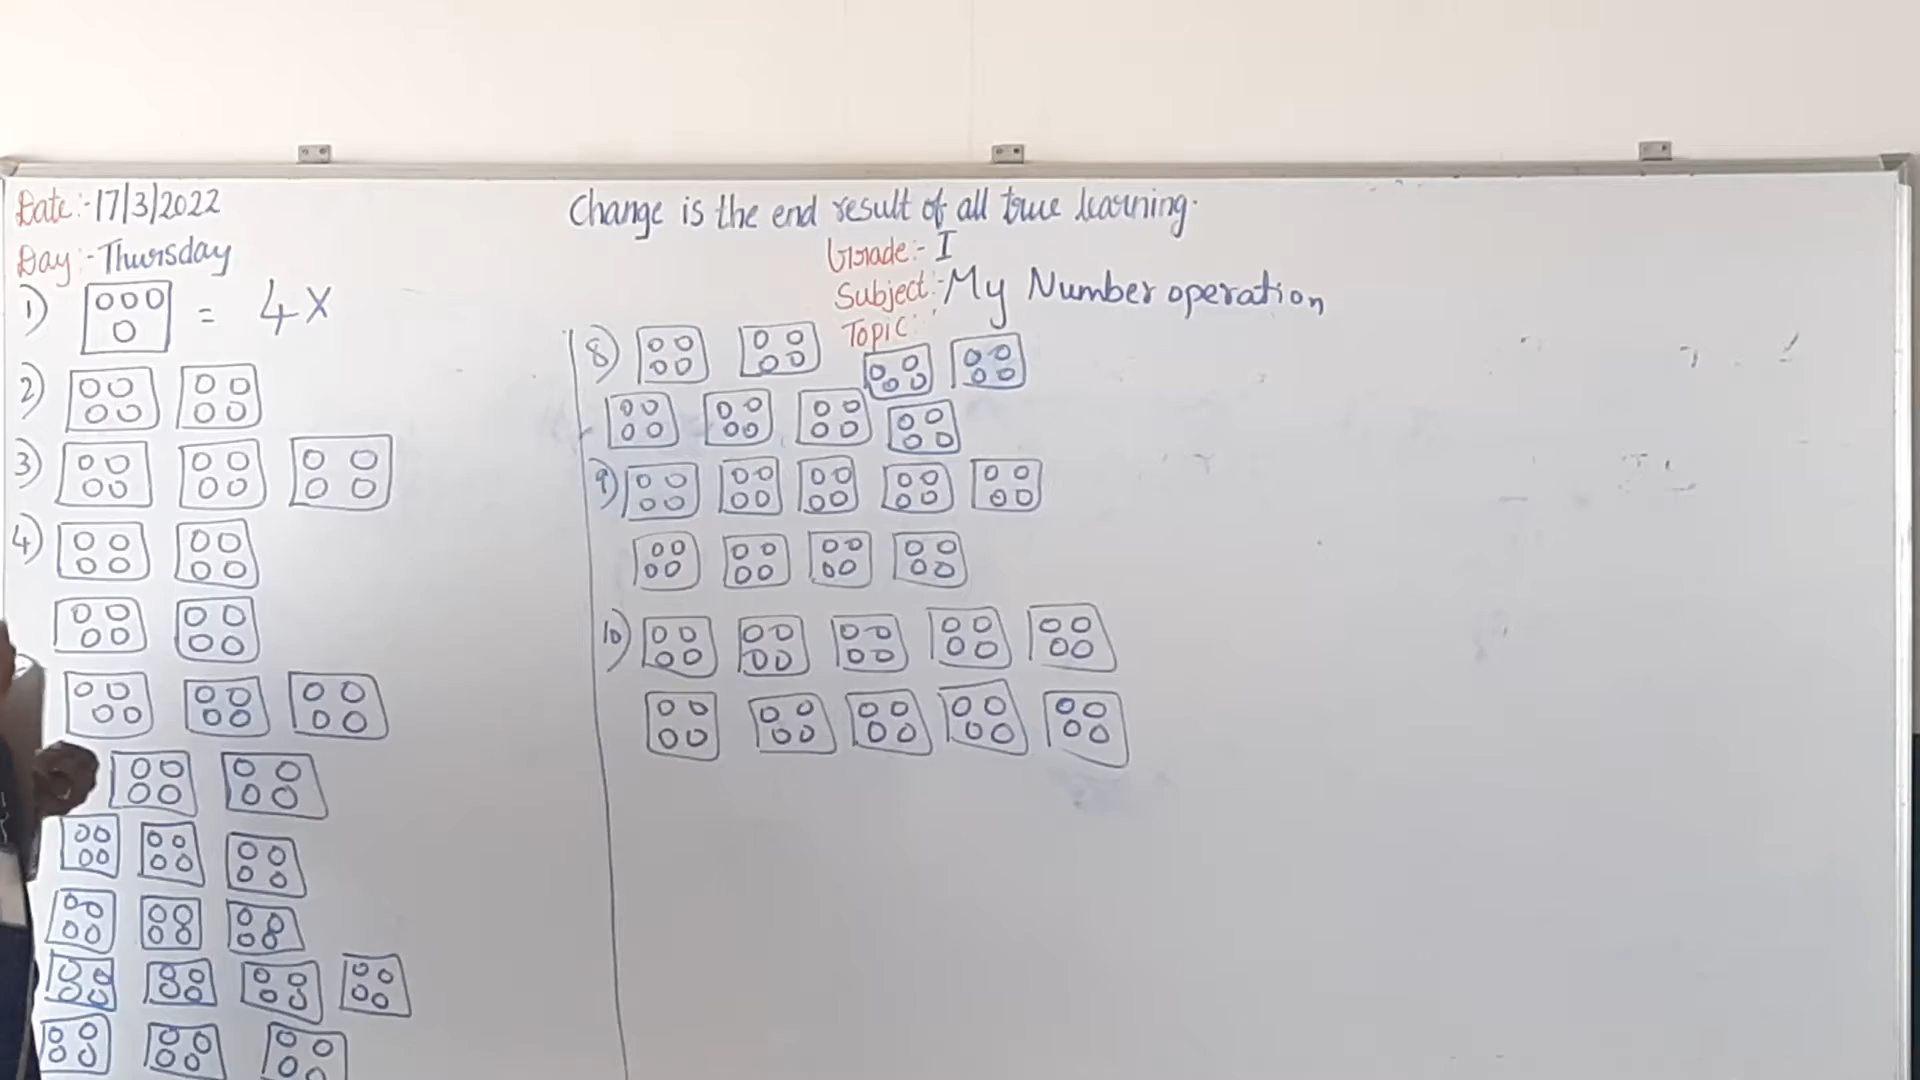 Date:-17/3/2022
Day:-Thursday
Change is the end result of all true learning.
Grade:- I
Subject:-My Number operation
Topic:-
1) = 4 X
2)
3)
4)
8)
9)
10)